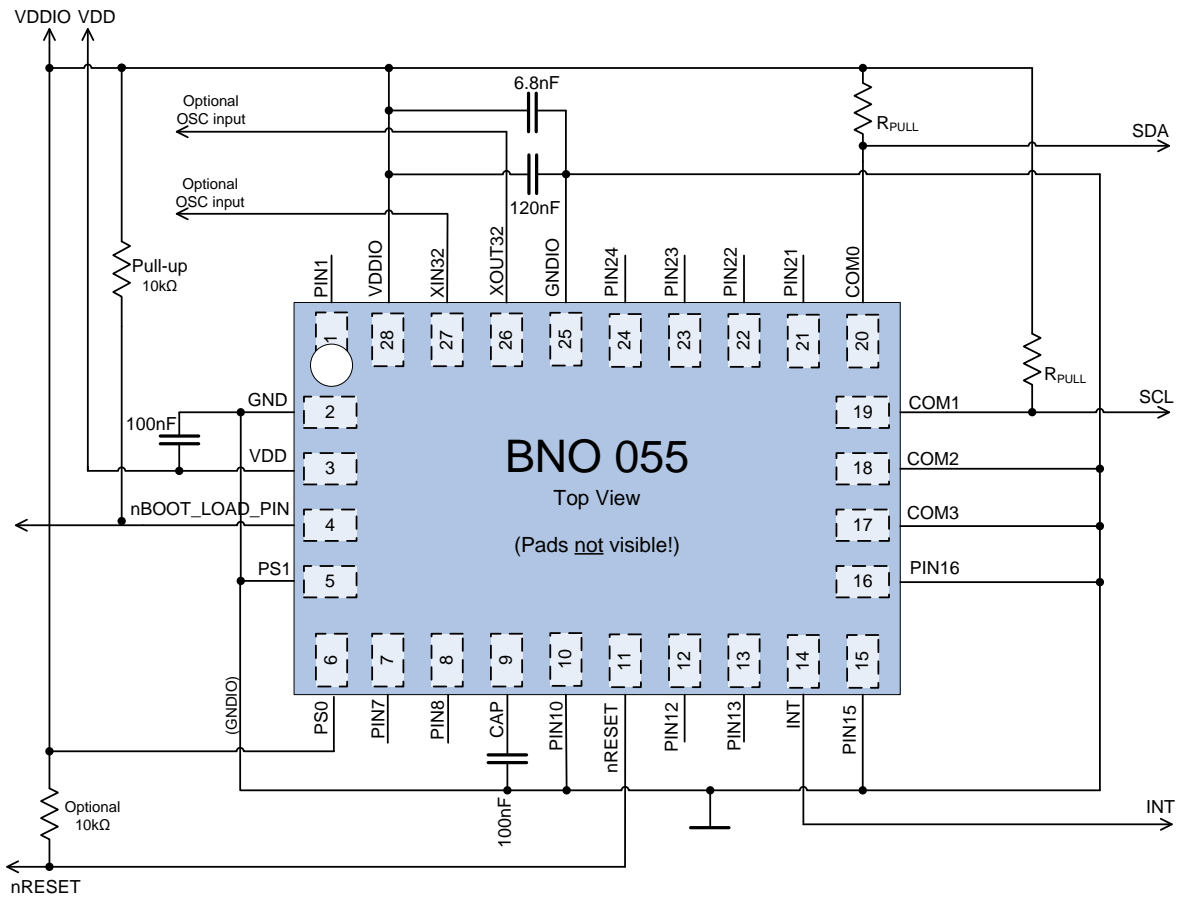 VDDIO VDD
6.8nF
Optional
OSC input
R_PULL
SDA
Optional
OSC input
120nF
PIN1
VDDIO
XIN32
XOUT32
GNDIO
PIN24
PIN23
PIN22
PIN21
COM0
Pull-up
10kΩ
1
28
27
26
25
24
23
22
21
20
R_PULL
GND
2
19
COM1
SCL
100nF
BNO 055
VDD
3
18
COM2
Top View
nBOOT_LOAD_PIN
4
17
COM3
(Pads not visible!)
PS1
5
16
PIN16
6
7
8
9
10
11
12
13
14
15
(GNDIO)
PS0
PIN7
PIN8
CAP
PIN10
nRESET
PIN12
PIN13
INT
PIN15
Optional
10kΩ
100nF
INT
nRESET